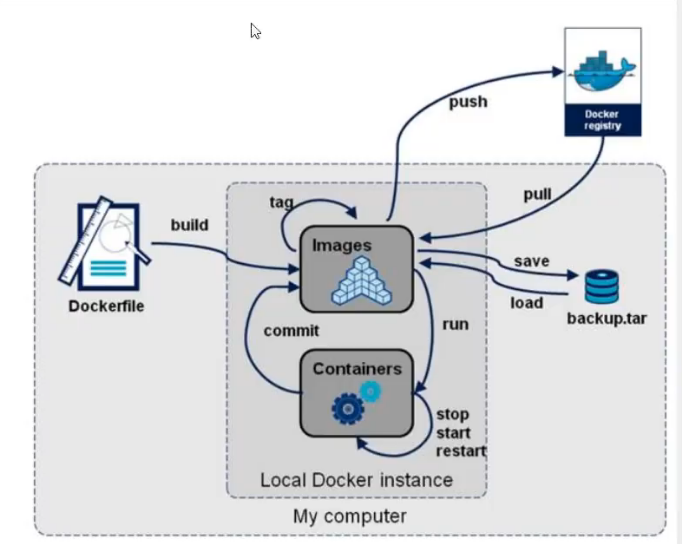 Docker
registry
push
pull
tag
build
Images
save
load
Dockerfile
backup.tar
commit
run
Containers
stop
start
restart
Local Docker instance
My computer